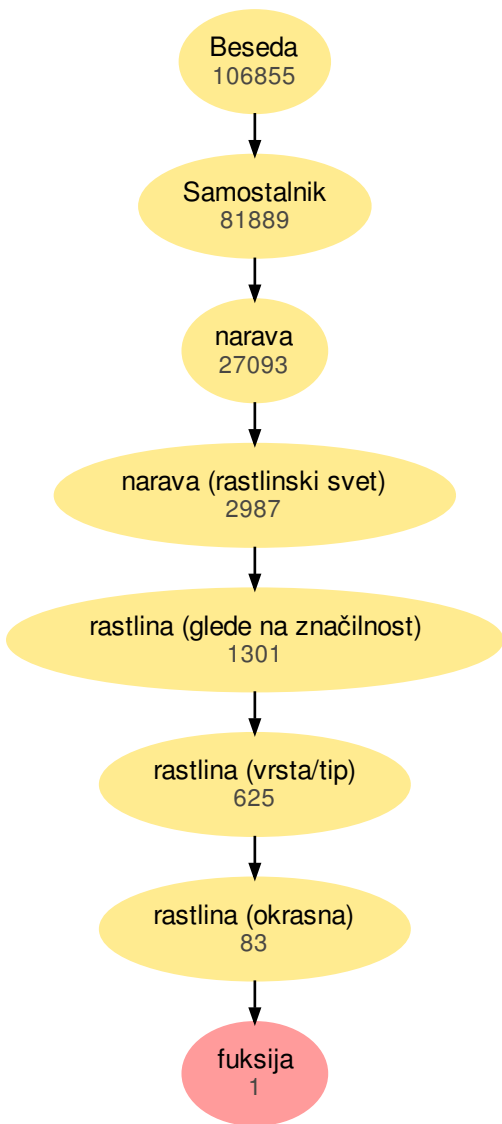 Beseda
106855
Samostalnik
81889
narava
27093
narava (rastlinski svet)
2987
rastlina (glede na značilnost)
1301
rastlina (vrsta/tip)
625
rastlina (okrasna)
83
fuksija
1